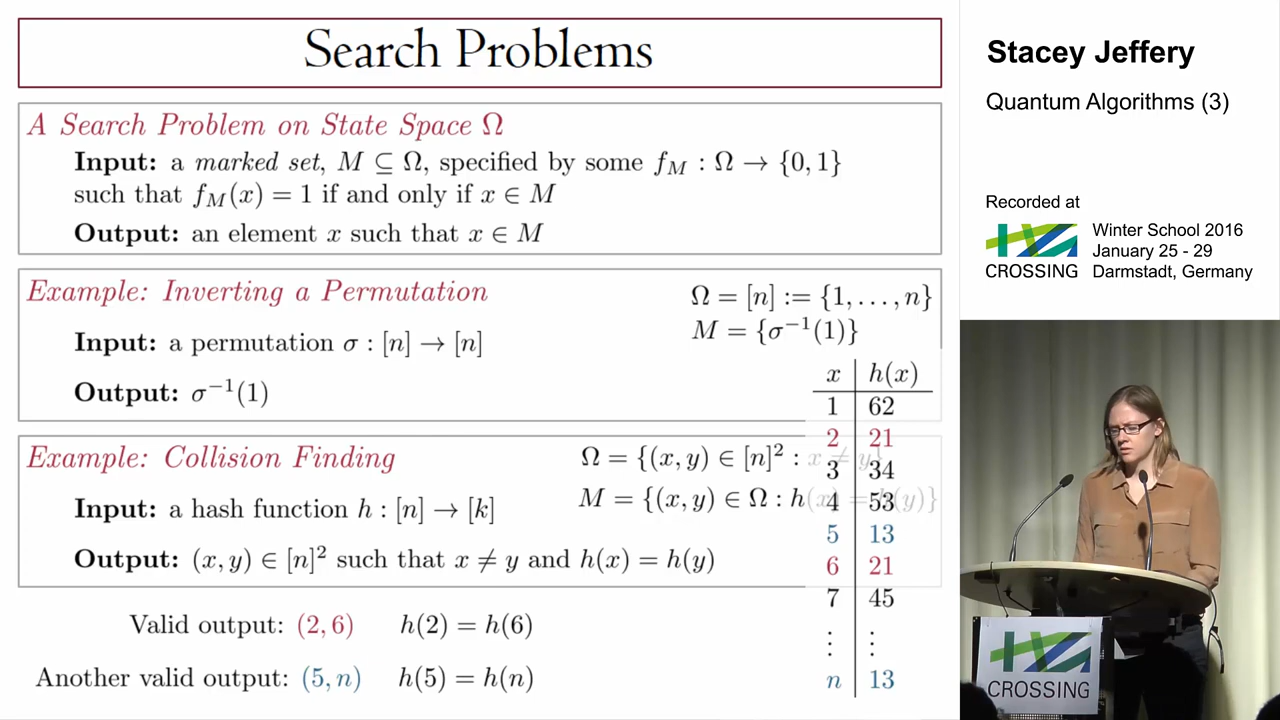 Search Problems
A Search Problem on State Space Ω
Input: a marked set, M ⊆ Ω, specified by some f_M : Ω → {0, 1}
such that f_M(x) = 1 if and only if x ∈ M
Output: an element x such that x ∈ M
Example: Inverting a Permutation
Ω = [n] := {1, . . . , n}
M = {σ⁻¹(1)}
Input: a permutation σ : [n] → [n]
Output: σ⁻¹(1)
Example: Collision Finding
Ω = {(x, y) ∈ [n]² : x ≠ y}
M = {(x, y) ∈ Ω : h(x) = h(y)}
Input: a hash function h : [n] → [k]
Output: (x, y) ∈ [n]² such that x ≠ y and h(x) = h(y)
Valid output: (2, 6) h(2) = h(6)
Another valid output: (5, n) h(5) = h(n)
x h(x)
1 62
2 21
3 34
4 53
5 13
6 21
7 45
⋮ ⋮
n 13
Stacey Jeffery
Quantum Algorithms (3)
Recorded at
CROSSING
Winter School 2016
January 25 - 29
Darmstadt, Germany
CROSSING